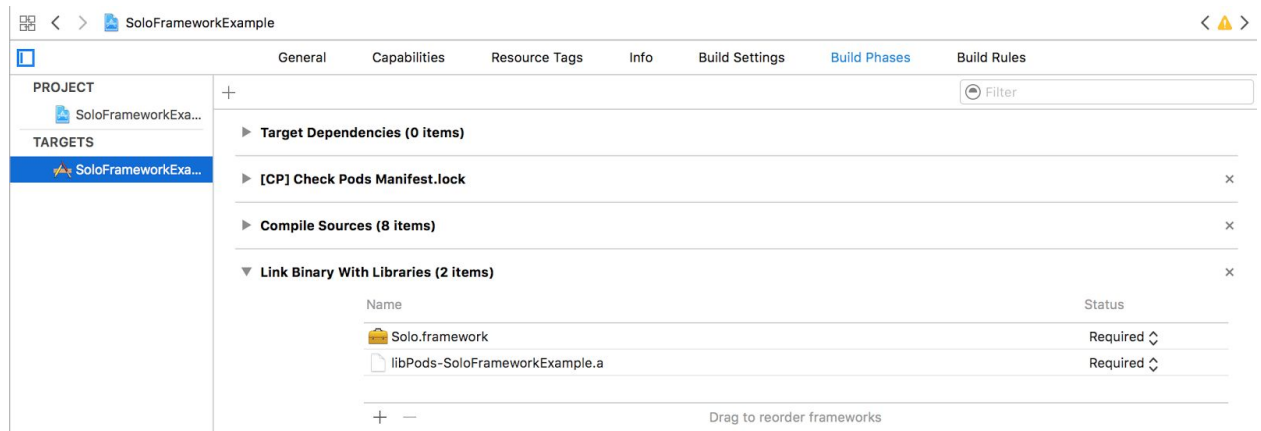 SoloFrameworkExample
General Capabilities Resource Tags Info Build Settings Build Phases Build Rules
PROJECT
Filter
SoloFrameworkExa...
TARGETS
Target Dependencies (0 items)
SoloFrameworkExa...
[CP] Check Pods Manifest.lock
Compile Sources (8 items)
Link Binary With Libraries (2 items)
Name Status
Solo.framework Required
libPods-SoloFrameworkExample.a Required
Drag to reorder frameworks